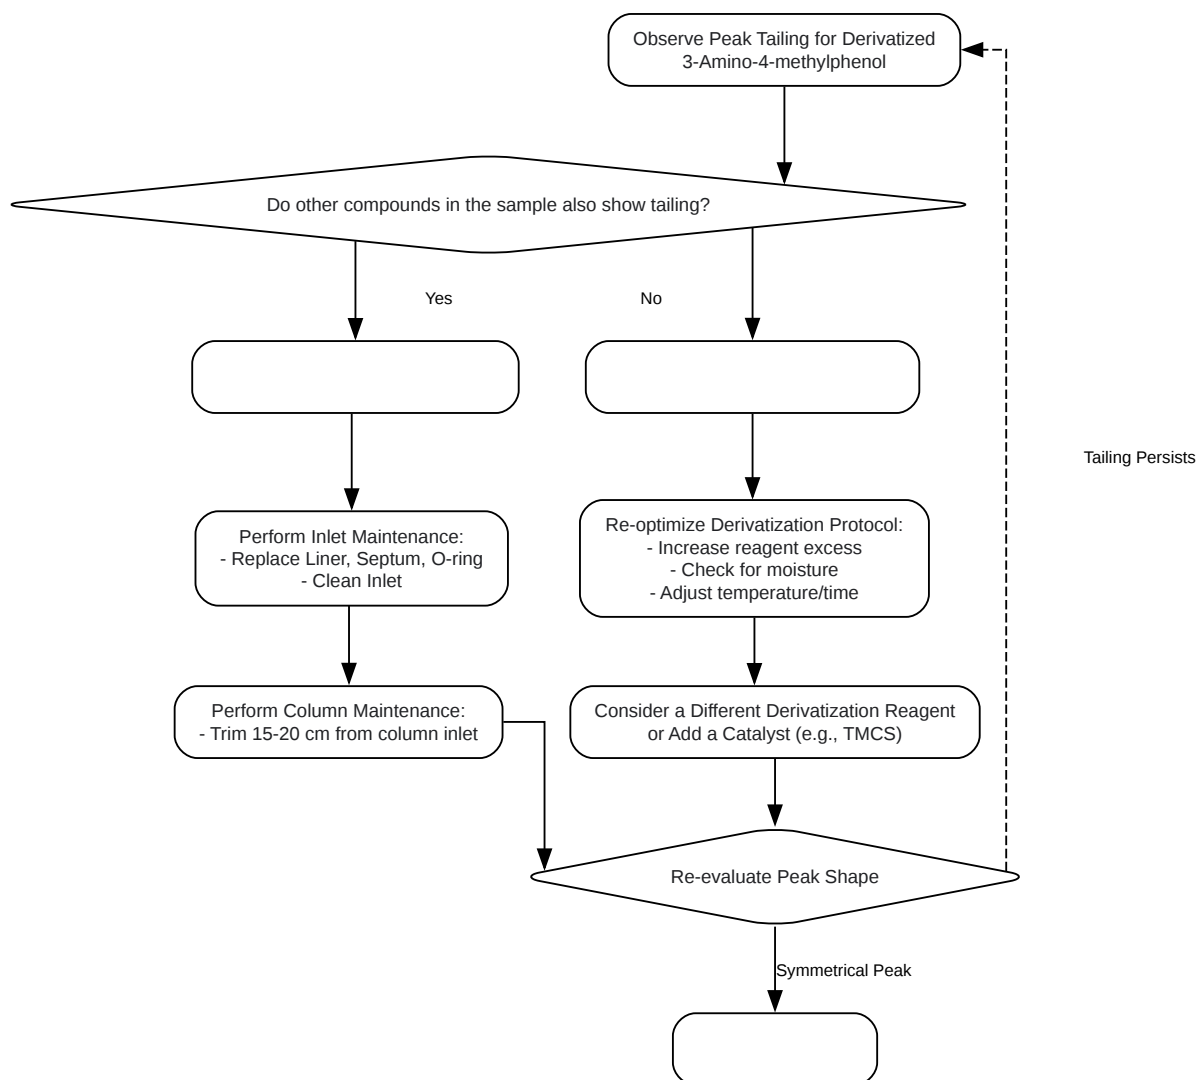 Observe Peak Tailing for Derivatized
3-Amino-4-methylphenol
Do other compounds in the sample also show tailing?
Yes
No
Perform Inlet Maintenance:
- Replace Liner, Septum, O-ring
- Clean Inlet
Re-optimize Derivatization Protocol:
- Increase reagent excess
- Check for moisture
- Adjust temperature/time
Perform Column Maintenance:
- Trim 15-20 cm from column inlet
Consider a Different Derivatization Reagent
or Add a Catalyst (e.g., TMCS)
Re-evaluate Peak Shape
Tailing Persists
Symmetrical Peak